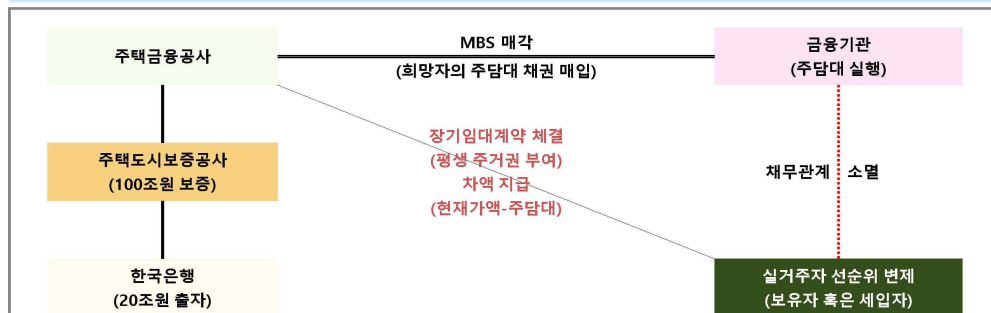 주택금융공사
MBS 매각
(희망자의 주담대 채권 매입)
금융기관
(주담대 실행)
장기임대계약 체결
(평생 주거권 부여)
차액 지급
(현재가액-주담대)
주택도시보증공사
(100조원 보증)
채무관계 소멸
한국은행
(20조원 출자)
실거주자 선순위 변제
(보유자 혹은 세입자)